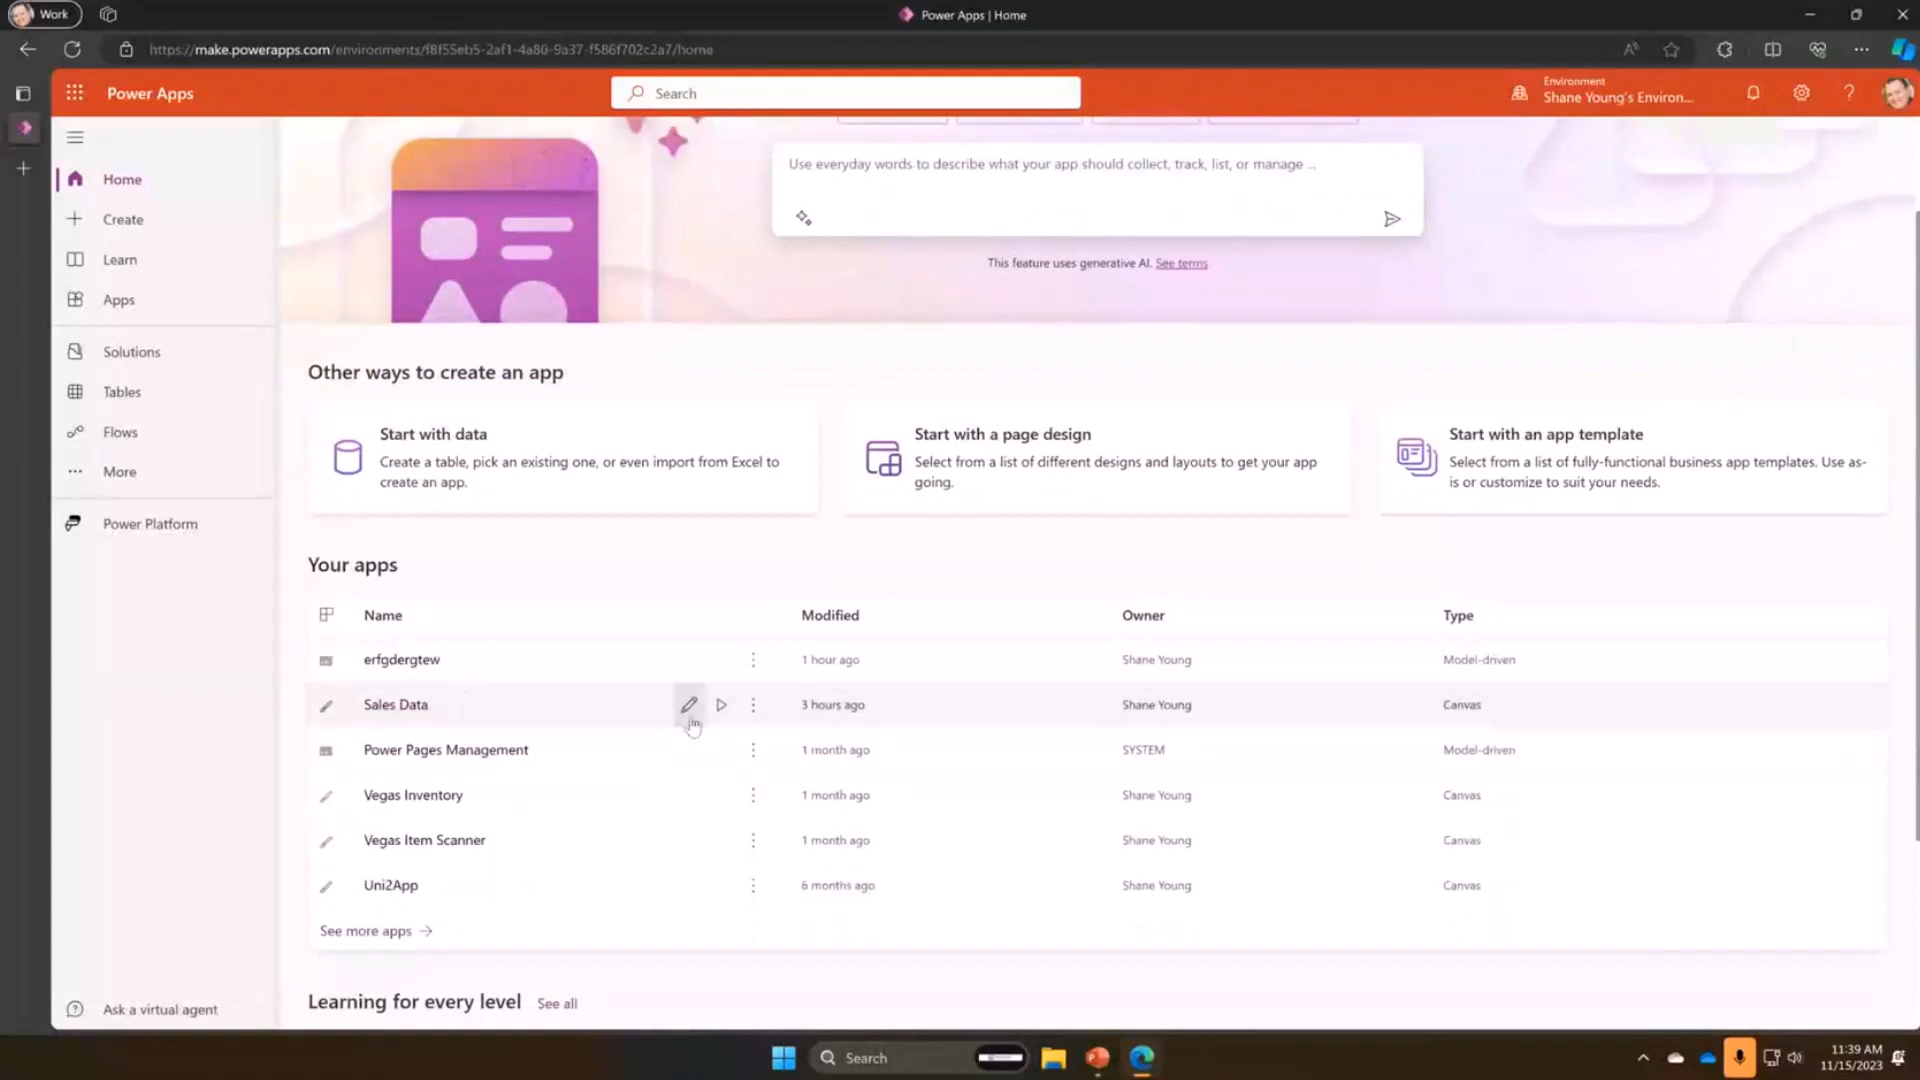 Work
Power Apps | Home
https://make.powerapps.com/environments/f8f55eb5-2af1-4a80-9a37-f586f702c2a7/home
Power Apps
Search
Environment
Shane Young's Environ...
Home
Create
Learn
Apps
Solutions
Tables
Flows
More
Power Platform
Ask a virtual agent
Use everyday words to describe what your app should collect, track, list, or manage ...
This feature uses generative AI. See terms
Other ways to create an app
Start with data
Create a table, pick an existing one, or even import from Excel to
create an app.
Start with a page design
Select from a list of different designs and layouts to get your app
going.
Start with an app template
Select from a list of fully-functional business app templates. Use as-
is or customize to suit your needs.
Your apps
Name Modified Owner Type
erfgdergtew 1 hour ago Shane Young Model-driven
Sales Data 3 hours ago Shane Young Canvas
Power Pages Management 1 month ago SYSTEM Model-driven
Vegas Inventory 1 month ago Shane Young Canvas
Vegas Item Scanner 1 month ago Shane Young Canvas
Uni2App 6 months ago Shane Young Canvas
See more apps
Learning for every level See all
Search
11:39 AM
11/15/2023